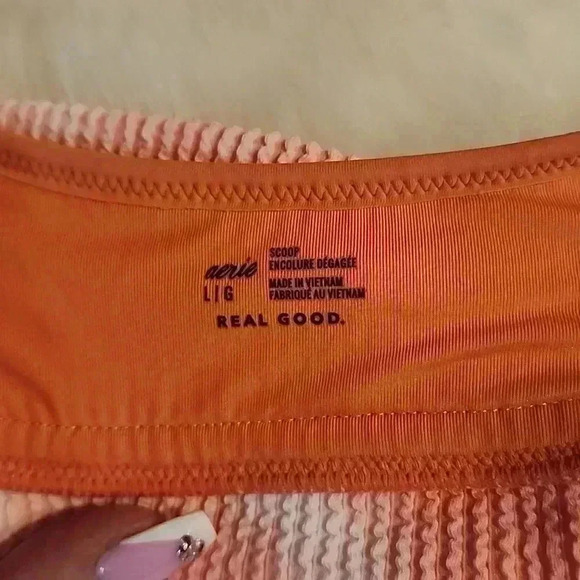 aerie
L | G
SCOOP
ENCOLURE DÉGAGÉE
MADE IN VIETNAM
FABRIQUÉ AU VIETNAM
REAL GOOD.